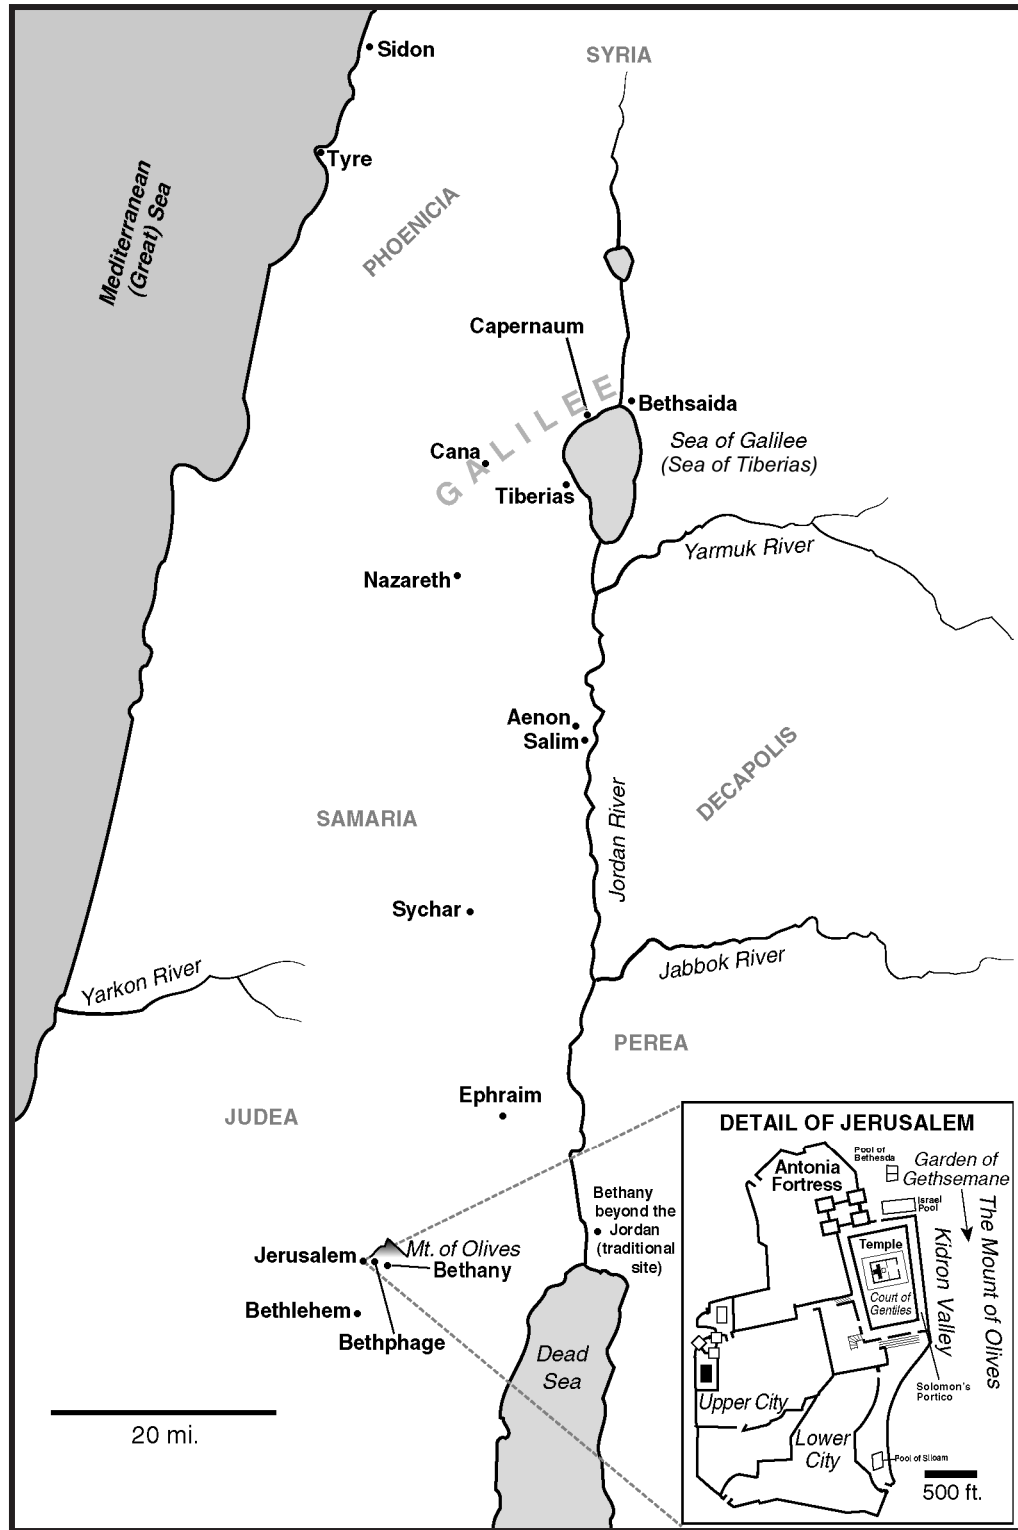 Sidon
SYRIA
Tyre
Mediterranean
(Great) Sea
PHOENICIA
Capernaum
GALILEE
Bethsaida
Sea of Galilee
(Sea of Tiberias)
Cana
Tiberias
Yarmuk River
Nazareth
Aenon
Salim
DECAPOLIS
Jordan River
SAMARIA
Sychar
Yarkon River
Jabbok River
PEREA
Ephraim
JUDEA
Bethany
beyond the
Jordan
(traditional
site)
Jerusalem
Mt. of Olives
Bethany
Bethlehem
Bethphage
Dead
Sea
20 mi.
DETAIL OF JERUSALEM
Pool of
Bethesda
Garden of
Gethsemane
Antonia
Fortress
Israel
Pool
The Mount of Olives
Kidron Valley
Temple
Court of
Gentiles
Solomon's
Portico
Upper City
Lower
City
Pool of Siloam
500 ft.